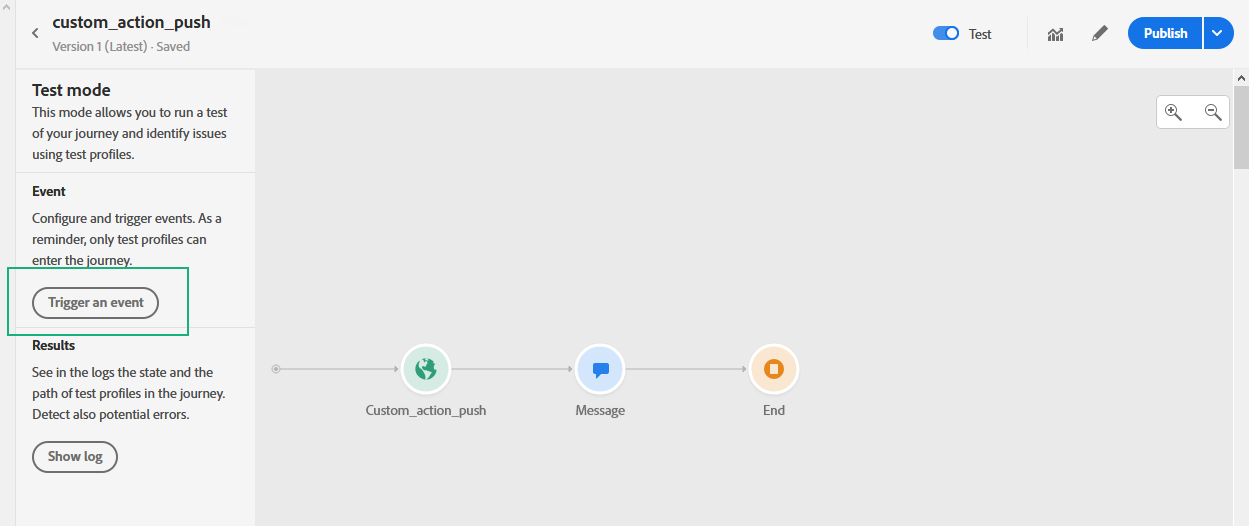 custom_action_push
Version 1 (Latest) · Saved
Test
Publish
Test mode
This mode allows you to run a test
of your journey and identify issues
using test profiles.
Event
Configure and trigger events. As a
reminder, only test profiles can
enter the journey.
Trigger an event
Results
See in the logs the state and the
path of test profiles in the journey.
Detect also potential errors.
Show log
Custom_action_push
Message
End